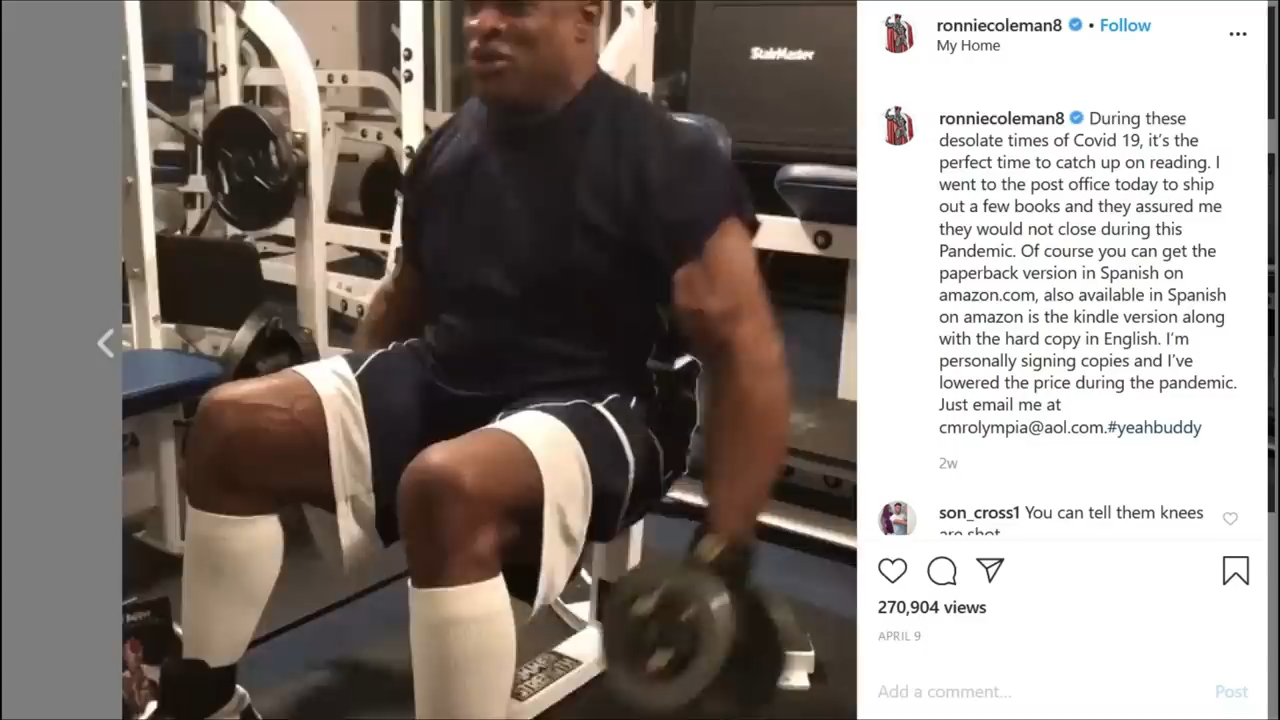 StairMaster
HAMMER
STRENGTH
ronniecoleman8 • Follow
My Home
...
ronniecoleman8 During these
desolate times of Covid 19, it's the
perfect time to catch up on reading. I
went to the post office today to ship
out a few books and they assured me
they would not close during this
Pandemic. Of course you can get the
paperback version in Spanish on
amazon.com, also available in Spanish
on amazon is the kindle version along
with the hard copy in English. I'm
personally signing copies and I've
lowered the price during the pandemic.
Just email me at
cmrolympia@aol.com.#yeahbuddy
2w
son_cross1 You can tell them knees
are shot
270,904 views
APRIL 9
Add a comment...
Post